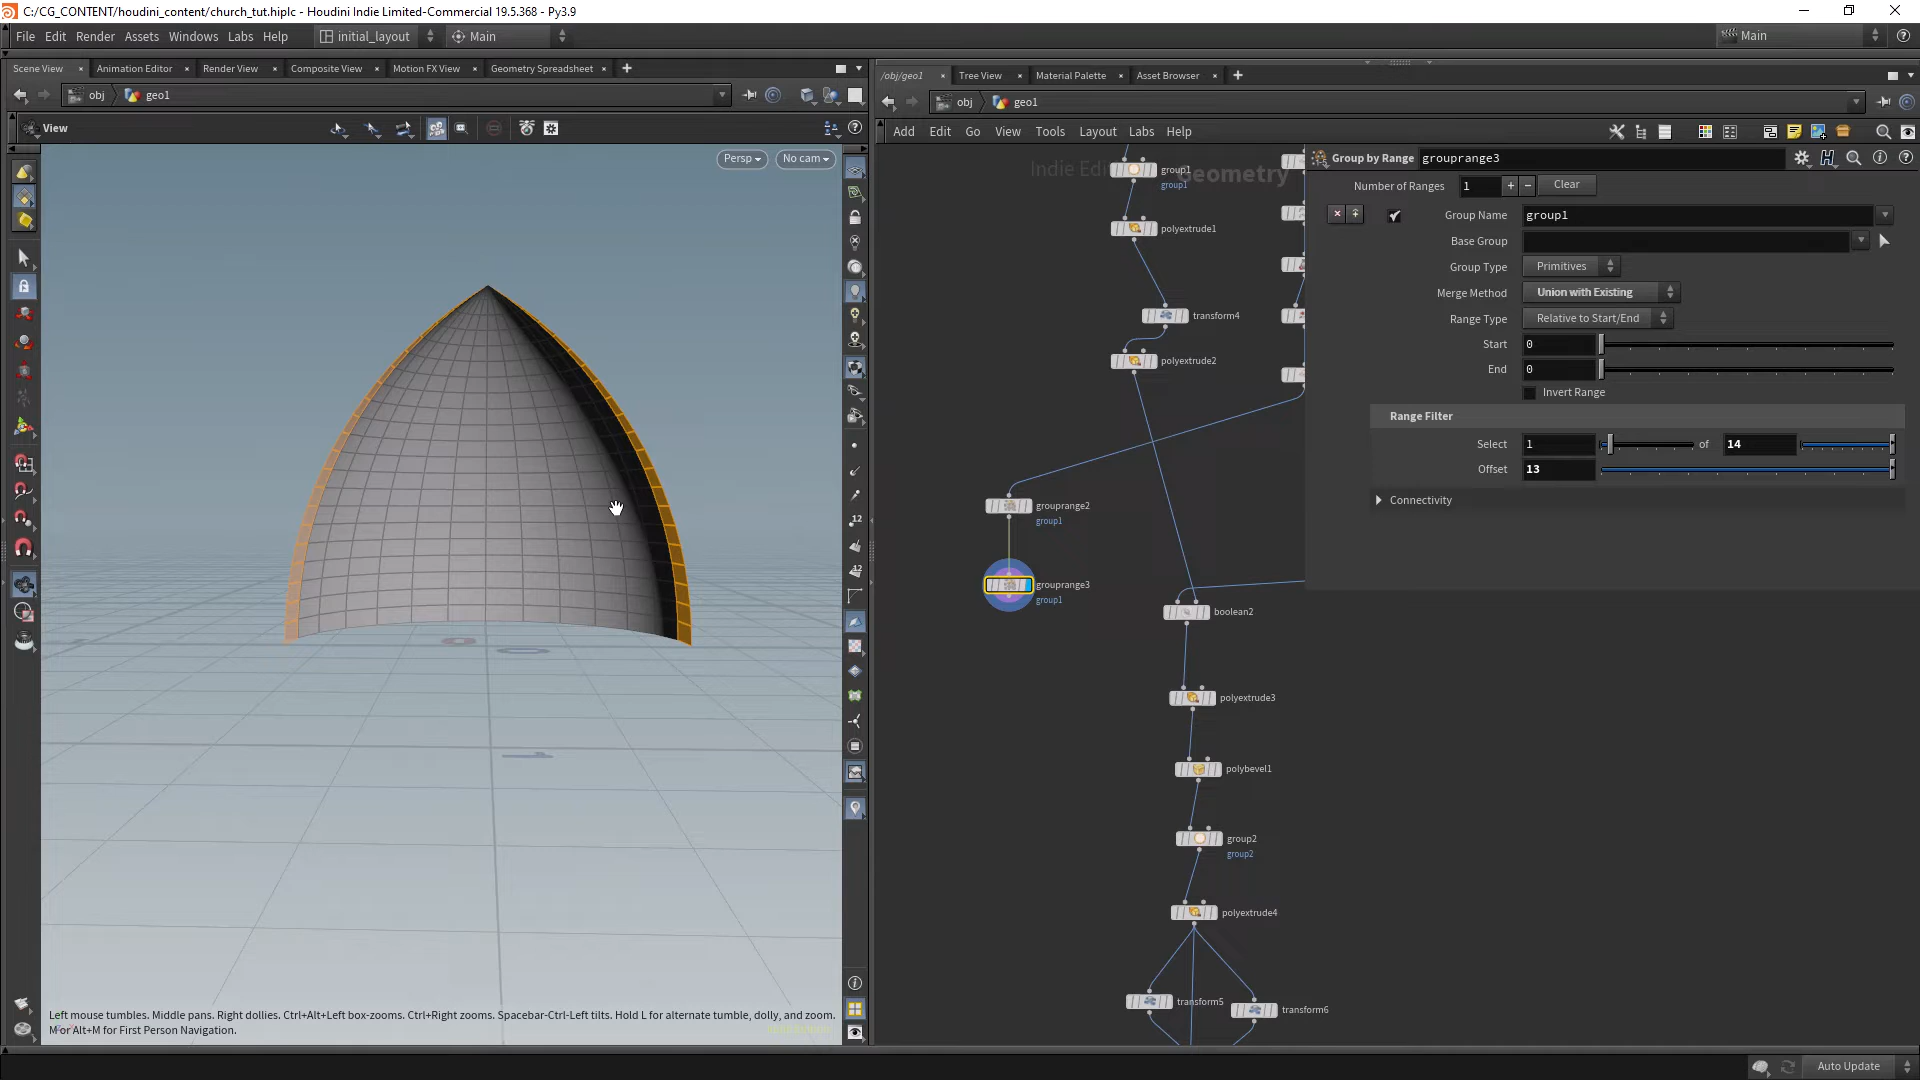 C:/CG_CONTENT/houdini_content/church_tut.hiplc - Houdini Indie Limited-Commercial 19.5.368 - Py3.9
File Edit Render Assets Windows Labs Help initial_layout Main Main
Scene View Animation Editor Render View Composite View Motion FX View Geometry Spreadsheet
/obj/geo1 Tree View Material Palette Asset Browser
obj geo1
obj geo1
View
Add Edit Go View Tools Layout Labs Help
Persp No cam
Indie Edi
Geometry
group1
group1
polyextrude1
transform4
polyextrude2
grouprange2
group1
grouprange3
group1
boolean2
polyextrude3
polybevel1
group2
group2
polyextrude4
transform5
transform6
Group by Range grouprange3
Number of Ranges 1 Clear
Group Name group1
Base Group
Group Type Primitives
Merge Method Union with Existing
Range Type Relative to Start/End
Start 0
End 0
Invert Range
Range Filter
Select 1 of 14
Offset 13
Connectivity
12
12
Left mouse tumbles. Middle pans. Right dollies. Ctrl+Alt+Left box-zooms. Ctrl+Right zooms. Spacebar-Ctrl-Left tilts. Hold L for alternate tumble, dolly, and zoom.
M or Alt+M for First Person Navigation.
Auto Update